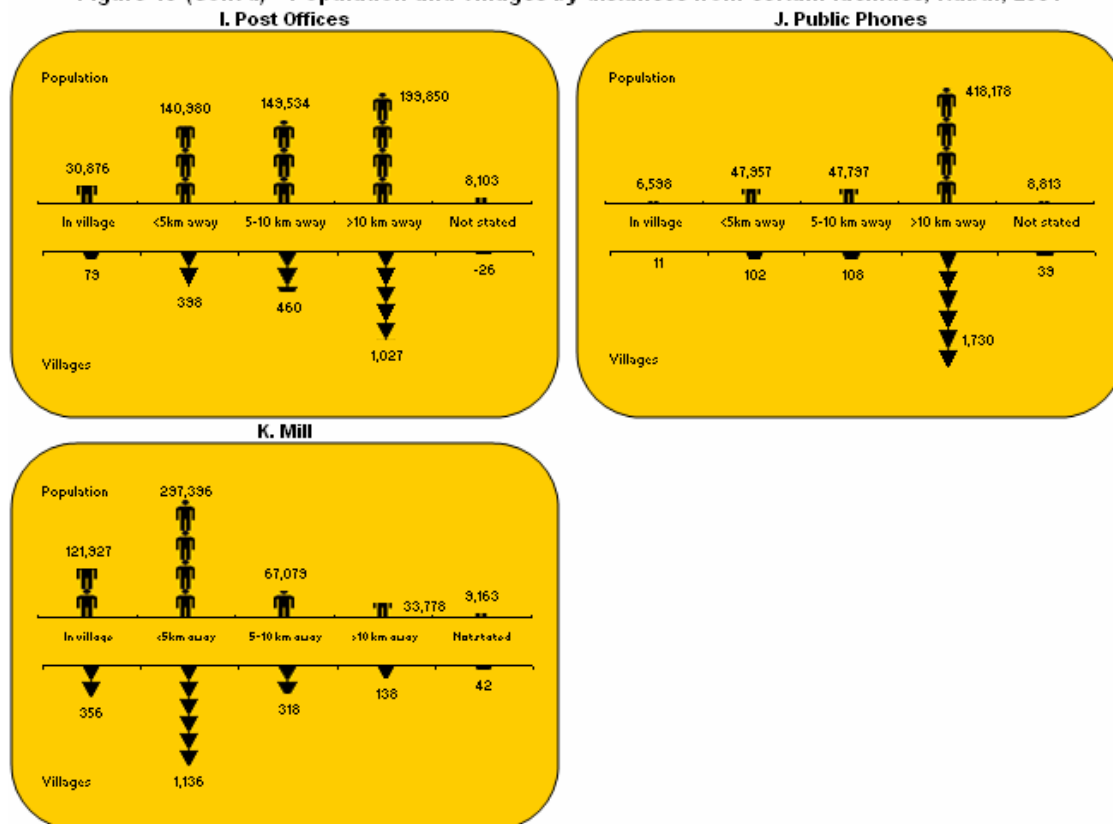 I. Post Offices
Population
30,876
140,980
149,534
199,850
8,103
In village
<5km away
5-10 km away
>10 km away
Not stated
79
398
460
1,027
-26
Villages
J. Public Phones
Population
6,598
47,957
47,797
418,178
8,813
In village
<5km away
5-10 km away
>10 km away
Not stated
11
102
108
1,730
39
Villages
K. Mill
Population
121,927
297,396
67,079
33,778
9,163
In village
<5km away
5-10 km away
>10 km away
Not stated
356
1,136
318
138
42
Villages